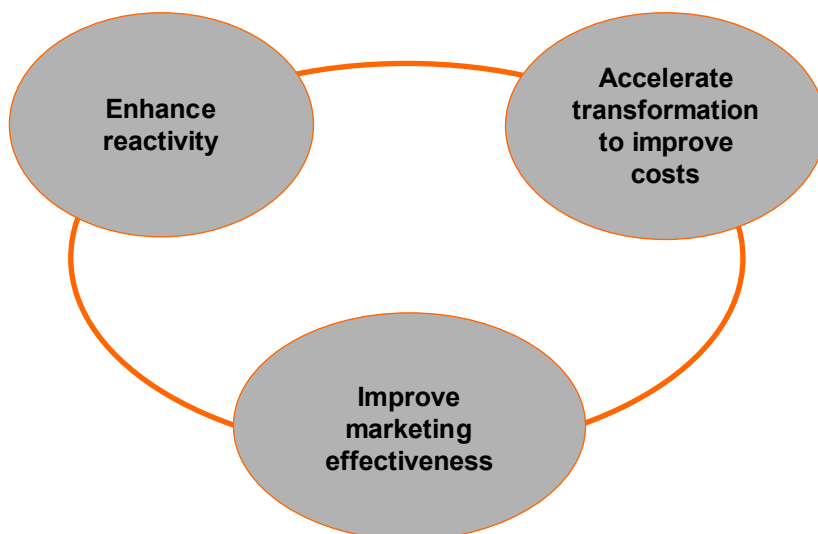 Enhance
reactivity
Accelerate
transformation
to improve
costs
Improve
marketing
effectiveness